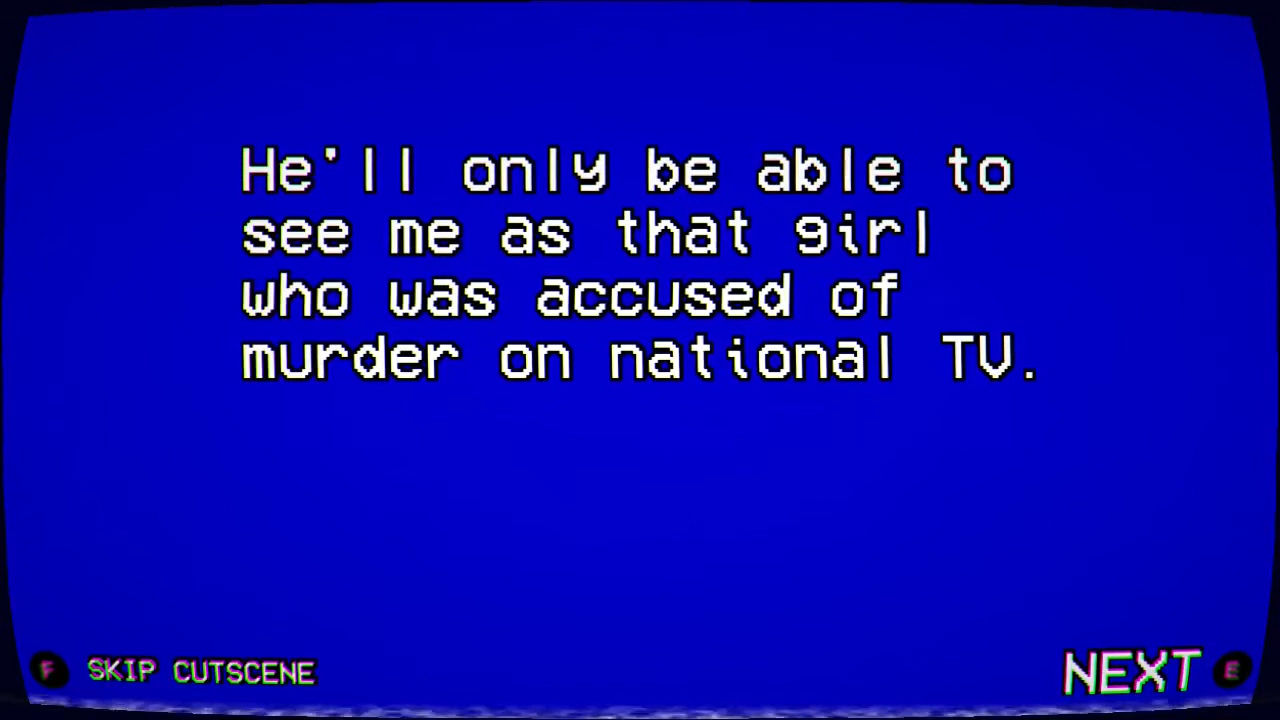 He'll only be able to
see me as that girl
who was accused of
murder on national TV.
F SKIP CUTSCENE
NEXT E